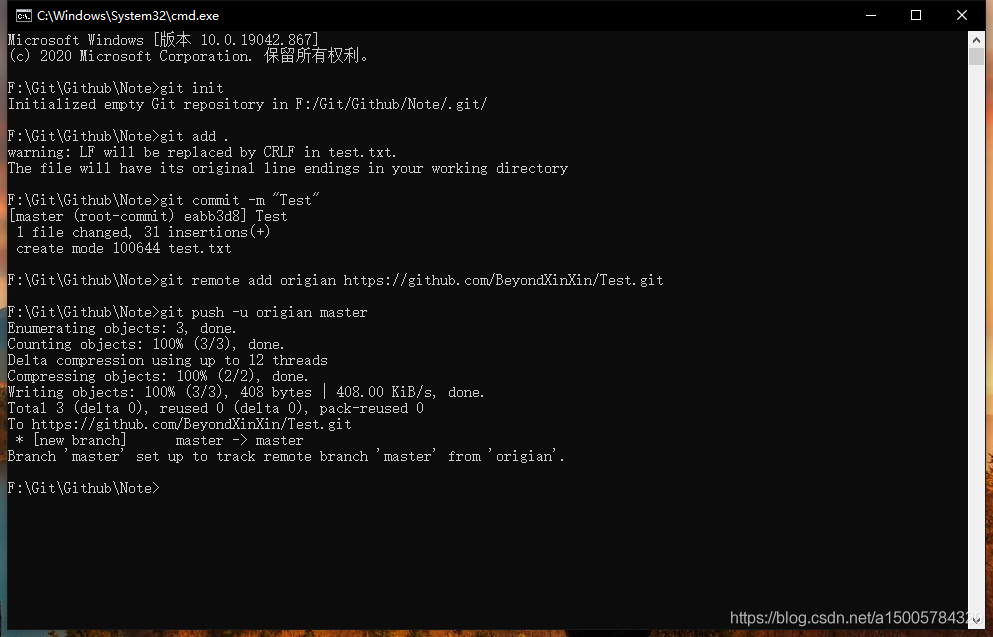 C:\Windows\System32\cmd.exe
Microsoft Windows [版本 10.0.19042.867]
(c) 2020 Microsoft Corporation. 保留所有权利。
F:\Git\Github\Note>git init
Initialized empty Git repository in F:/Git/Github/Note/.git/
F:\Git\Github\Note>git add .
warning: LF will be replaced by CRLF in test.txt.
The file will have its original line endings in your working directory
F:\Git\Github\Note>git commit -m "Test"
[master (root-commit) eabb3d8] Test
1 file changed, 31 insertions(+)
create mode 100644 test.txt
F:\Git\Github\Note>git remote add origian https://github.com/BeyondXinXin/Test.git
F:\Git\Github\Note>git push -u origian master
Enumerating objects: 3, done.
Counting objects: 100% (3/3), done.
Delta compression using up to 12 threads
Compressing objects: 100% (2/2), done.
Writing objects: 100% (3/3), 408 bytes | 408.00 KiB/s, done.
Total 3 (delta 0), reused 0 (delta 0), pack-reused 0
To https://github.com/BeyondXinXin/Test.git
* [new branch]      master -> master
Branch 'master' set up to track remote branch 'master' from 'origian'.
F:\Git\Github\Note>